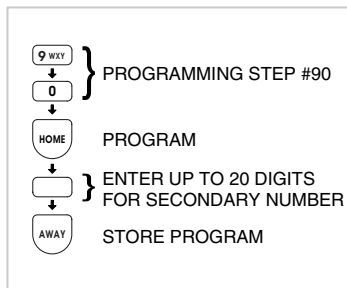 9 WXY
PROGRAMMING STEP #90
0
HOME
PROGRAM
ENTER UP TO 20 DIGITS
FOR SECONDARY NUMBER
AWAY
STORE PROGRAM